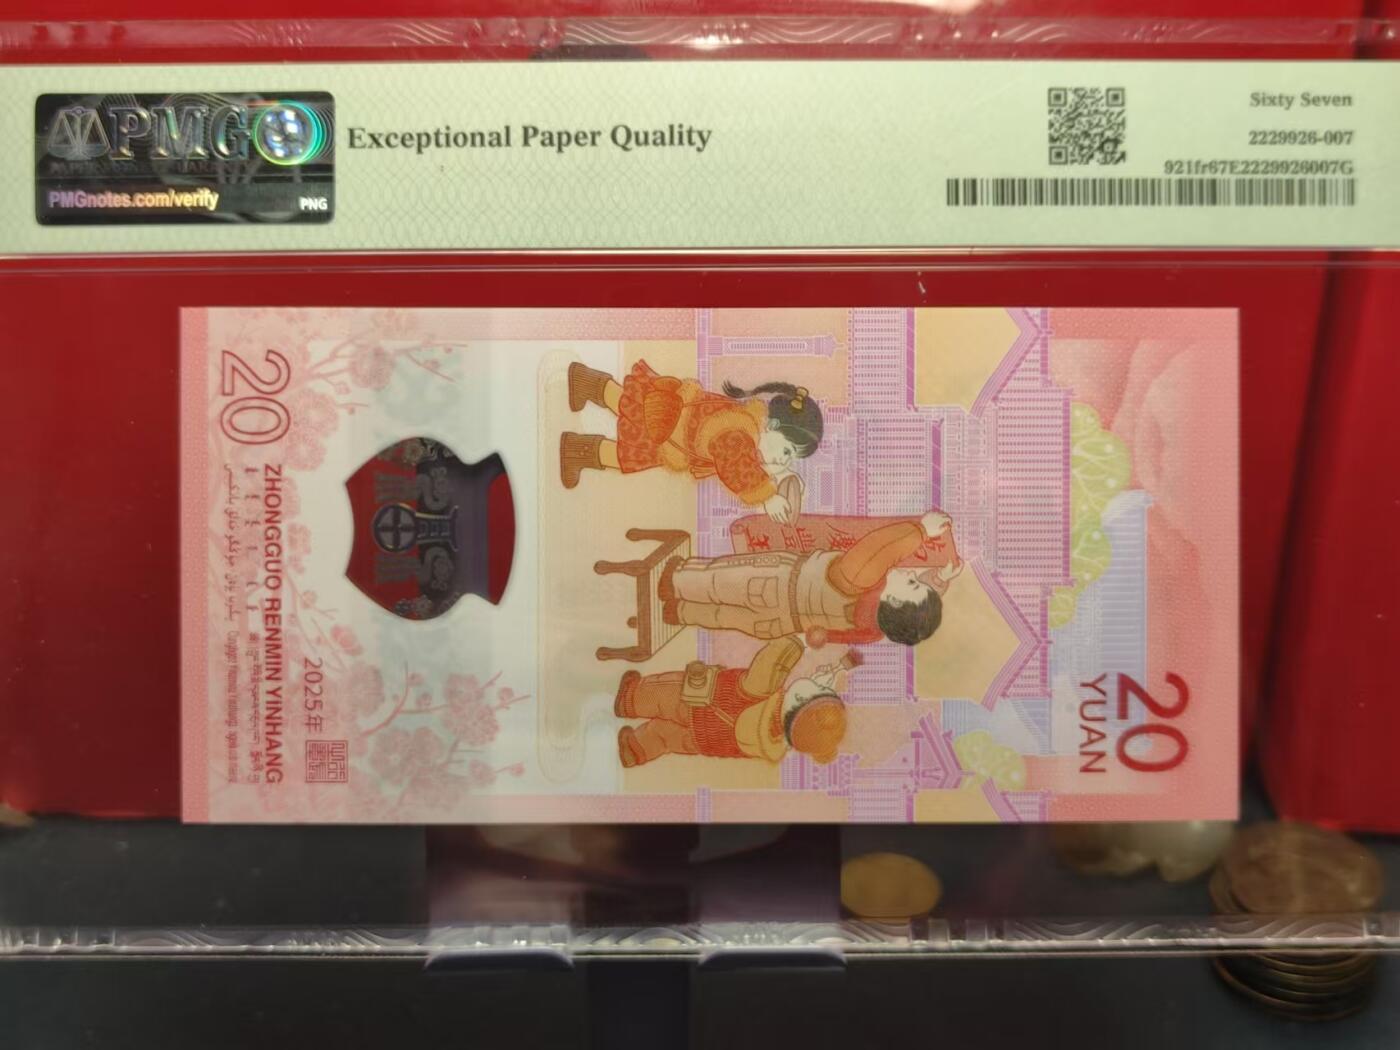 PMG
PMGnotes.com/verify
PNG
Exceptional Paper Quality
Sixty Seven
2229926-007
921fr67E2229926007G
20
ZHONGGUO RENMIN YINHANG
2025年
20
YUAN